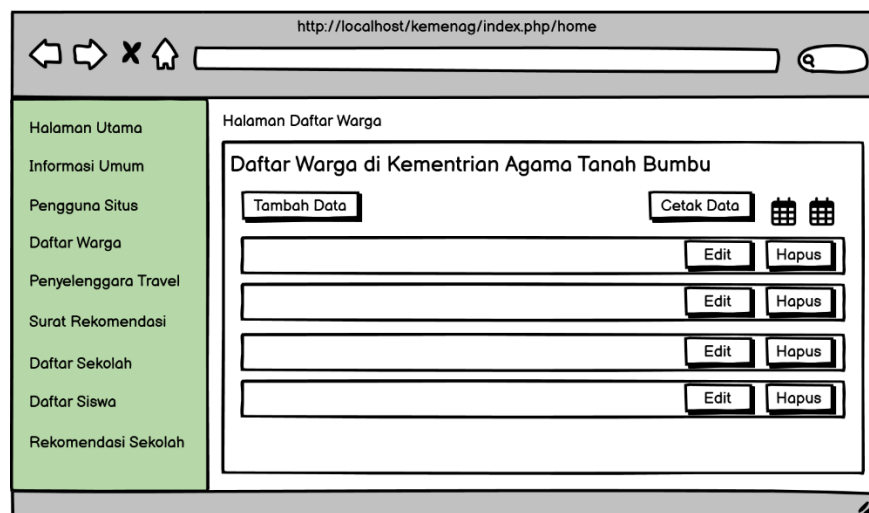 http://localhost/kemenag/index.php/home
Halaman Utama
Informasi Umum
Pengguna Situs
Daftar Warga
Penyelenggara Travel
Surat Rekomendasi
Daftar Sekolah
Daftar Siswa
Rekomendasi Sekolah
Halaman Daftar Warga
Daftar Warga di Kementrian Agama Tanah Bumbu
Tambah Data Cetak Data
Edit Hapus
Edit Hapus
Edit Hapus
Edit Hapus